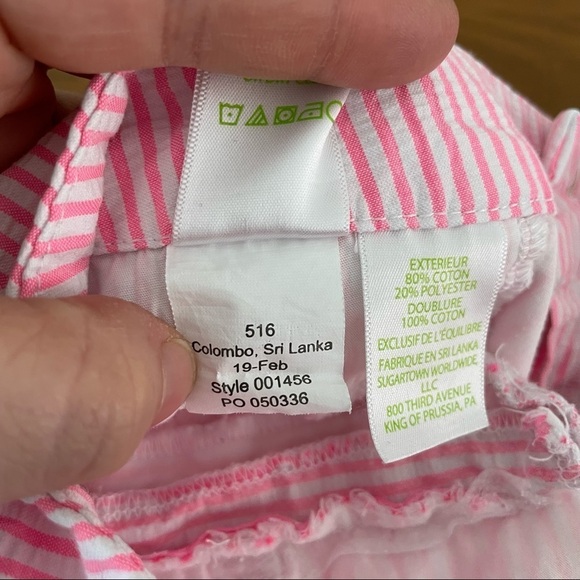 516
Colombo, Sri Lanka
19-Feb
Style 001456
PO 050336
EXTERIEUR
80% COTON
20% POLYESTER
DOUBLURE
100% COTON
EXCLUSIF DE L'ÉQUILIBRE
FABRIQUE EN SRI LANKA
SUGARTOWN WORLDWIDE,
LLC
800 THIRD AVENUE
KING OF PRUSSIA, PA